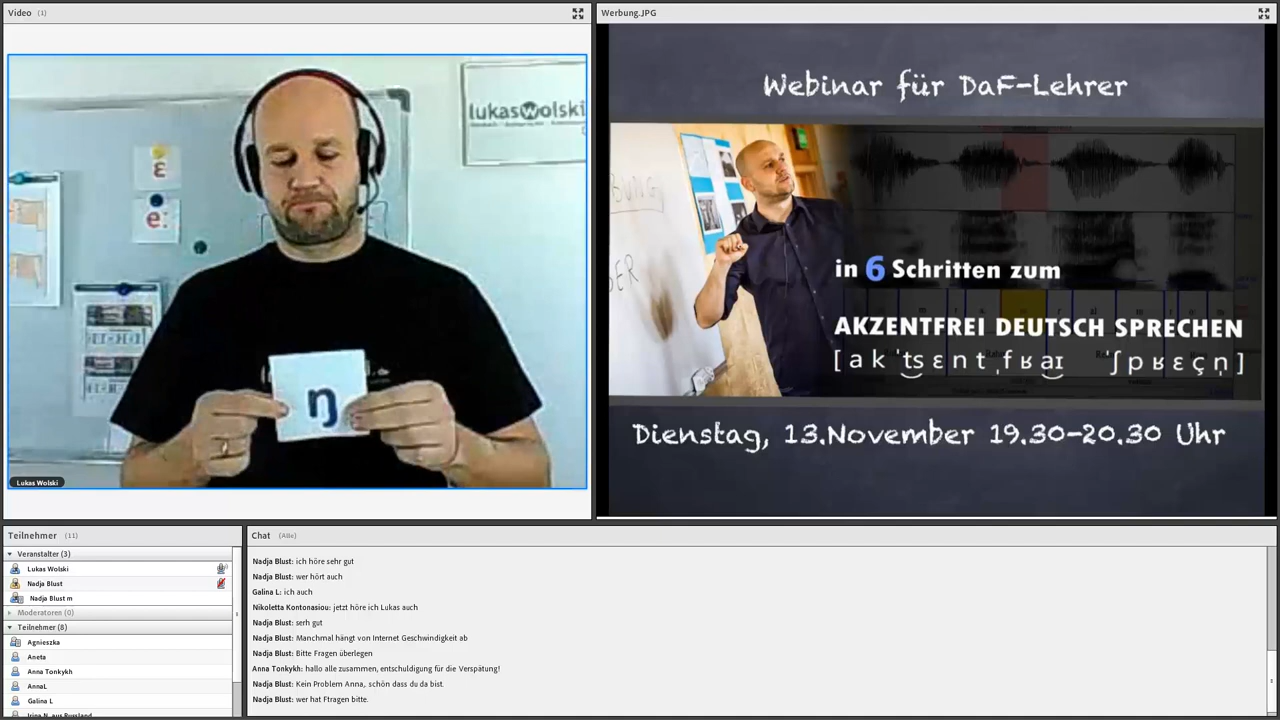 Video (1)
ɛ
e:
lukaswolski
ŋ
Lukas Wolski
Werbung.JPG
Webinar für DaF-Lehrer
in 6 Schritten zum
AKZENTFREI DEUTSCH SPRECHEN
[akˈt͜sɛntˌfʁa͜ɪ ˈʃpʁɛçn̩]
Dienstag, 13.November 19.30-20.30 Uhr
Teilnehmer (11)
Veranstalter (3)
Lukas Wolski
Nadja Blust
Nadja Blust m
Moderatoren (0)
Teilnehmer (8)
Agnieszka
Aneta
Anna Tonkykh
AnnaL
Galina L
Irina N. aus Russland
Chat (Alle)
Nadja Blust: ich höre sehr gut
Nadja Blust: wer hört auch
Galina L: ich auch
Nikoletta Kontonasiou: jetzt höre ich Lukas auch
Nadja Blust: serh gut
Nadja Blust: Manchmal hängt von Internet Geschwindigkeit ab
Nadja Blust: Bitte Fragen überlegen
Anna Tonkykh: hallo alle zusammen, entschuldigung für die Verspätung!
Nadja Blust: Kein Problem Anna,. schön dass du da bist.
Nadja Blust: wer hat Ftragen bitte.